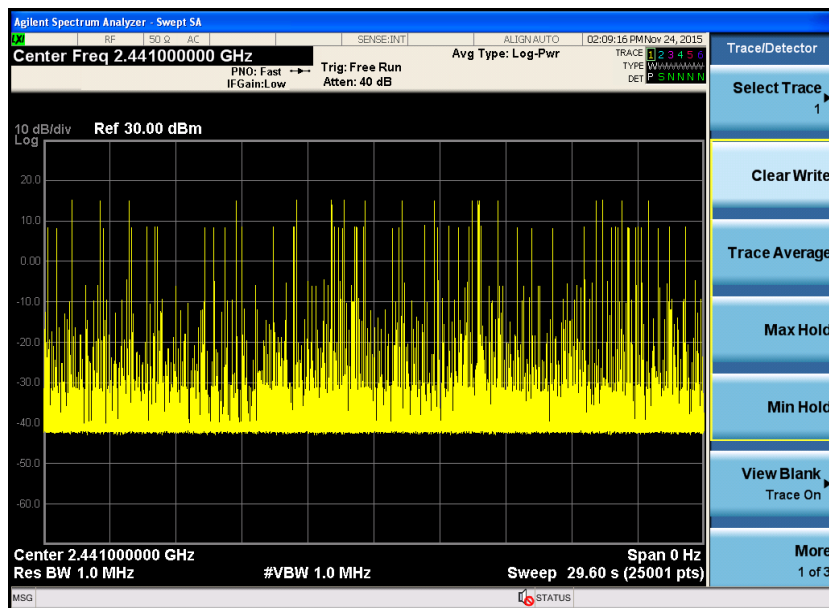 Agilent Spectrum Analyzer - Swept SA
LXI RF 50 Ω AC SENSE:INT ALIGN AUTO 02:09:16 PM Nov 24, 2015
Center Freq 2.441000000 GHz
PNO: Fast
IFGain:Low
Trig: Free Run
Atten: 40 dB
Avg Type: Log-Pwr
TRACE 1 2 3 4 5 6
TYPE W
DET P S N N N N
10 dB/div Ref 30.00 dBm
Log
20.0
10.0
0.00
-10.0
-20.0
-30.0
-40.0
-50.0
-60.0
Center 2.441000000 GHz Span 0 Hz
Res BW 1.0 MHz #VBW 1.0 MHz Sweep 29.60 s (25001 pts)
MSG STATUS
Trace/Detector
Select Trace
1
Clear Write
Trace Average
Max Hold
Min Hold
View Blank
Trace On
More
1 of 3